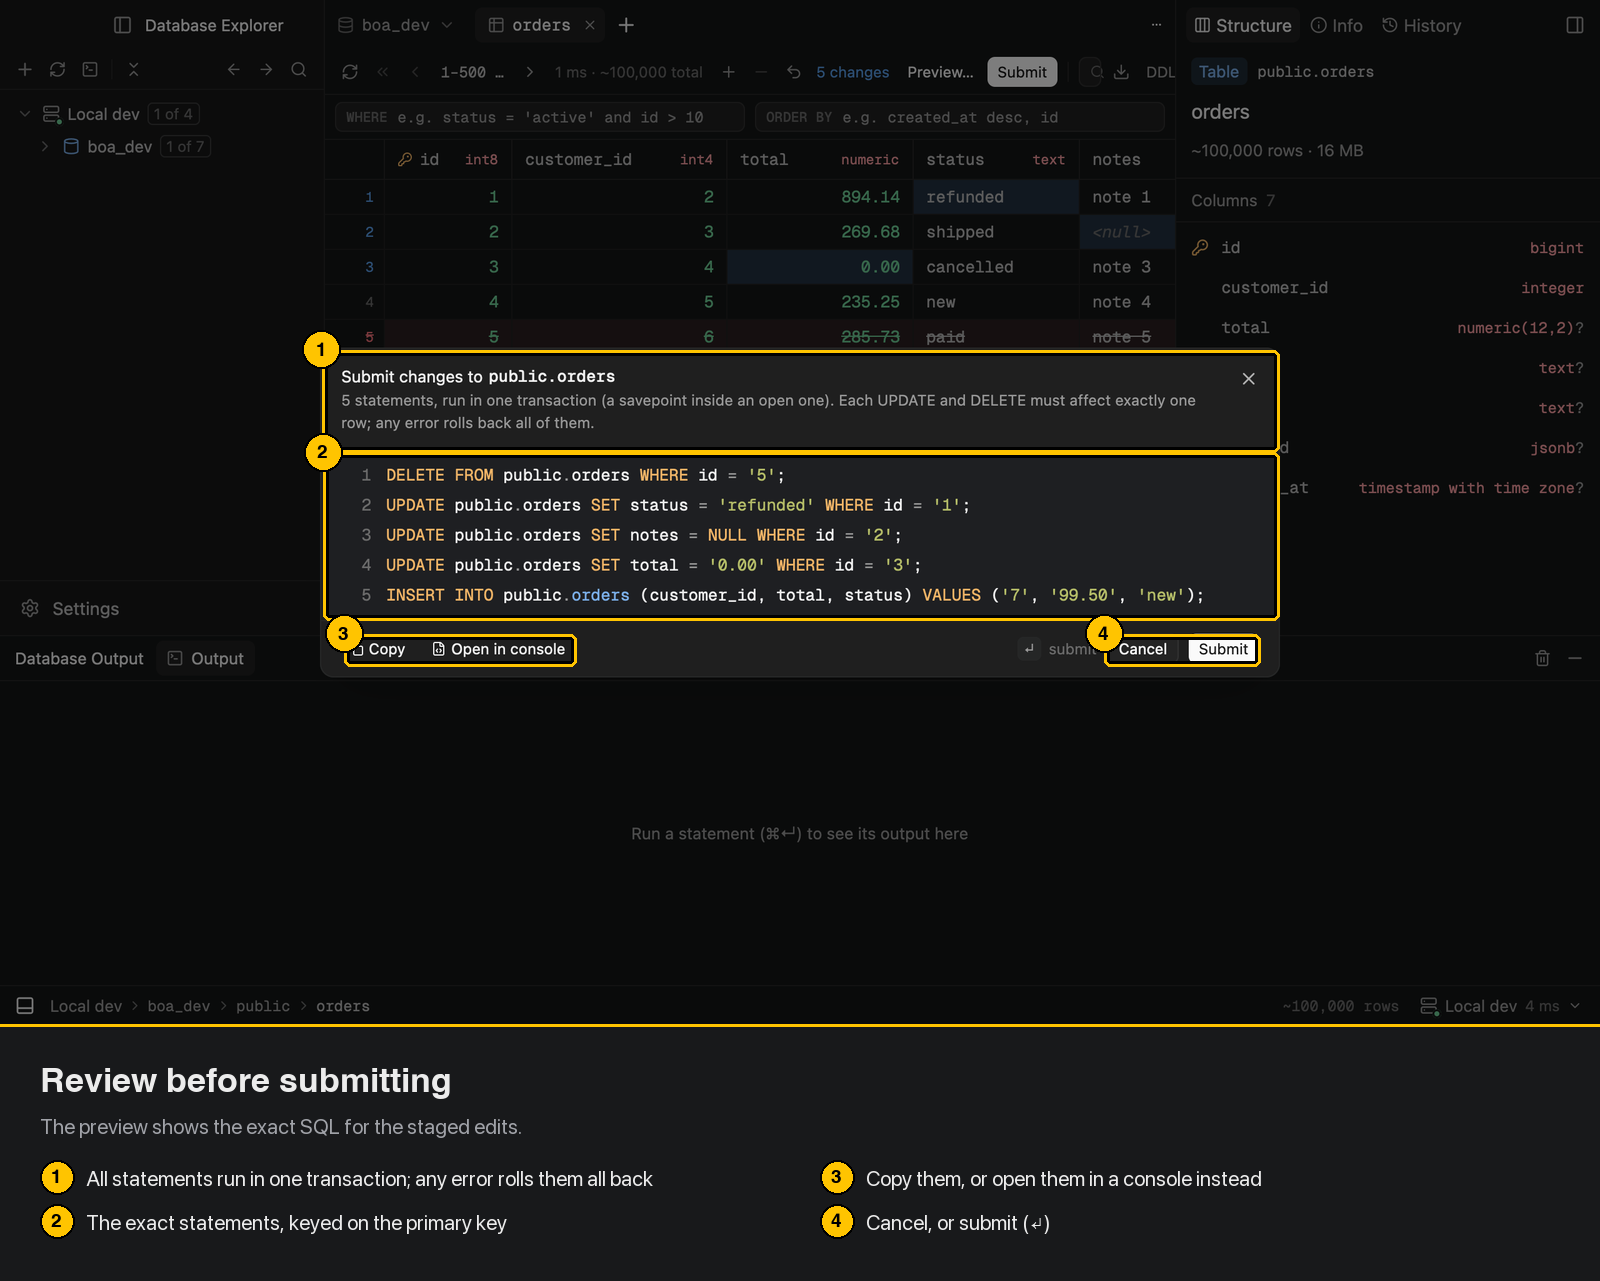 Database Explorer
boa_dev
orders
Structure
Info
History
1–500 …
1 ms · ~100,000 total
5 changes
Preview...
Submit
DDL
Table
public.orders
Local dev
1 of 4
boa_dev
1 of 7
WHERE e.g. status = 'active' and id > 10
ORDER BY e.g. created_at desc, id
orders
~100,000 rows · 16 MB
id int8
customer_id int4
total numeric
status text
notes
1 1 2 894.14 refunded note 1
2 2 3 269.68 shipped <null>
3 3 4 0.00 cancelled note 3
4 4 5 235.25 new note 4
5 5 6 285.73 paid note 5
Columns 7
id bigint
customer_id integer
total numeric(12,2)?
text?
text?
d jsonb?
_at timestamp with time zone?
1
Submit changes to public.orders
5 statements, run in one transaction (a savepoint inside an open one). Each UPDATE and DELETE must affect exactly one
row; any error rolls back all of them.
2
1 DELETE FROM public.orders WHERE id = '5';
2 UPDATE public.orders SET status = 'refunded' WHERE id = '1';
3 UPDATE public.orders SET notes = NULL WHERE id = '2';
4 UPDATE public.orders SET total = '0.00' WHERE id = '3';
5 INSERT INTO public.orders (customer_id, total, status) VALUES ('7', '99.50', 'new');
3
Copy
Open in console
↵ submit
4
Cancel
Submit
Settings
Database Output
Output
Run a statement (⌘↵) to see its output here
Local dev > boa_dev > public > orders
~100,000 rows
Local dev 4 ms
Review before submitting
The preview shows the exact SQL for the staged edits.
1 All statements run in one transaction; any error rolls them all back
2 The exact statements, keyed on the primary key
3 Copy them, or open them in a console instead
4 Cancel, or submit (↵)